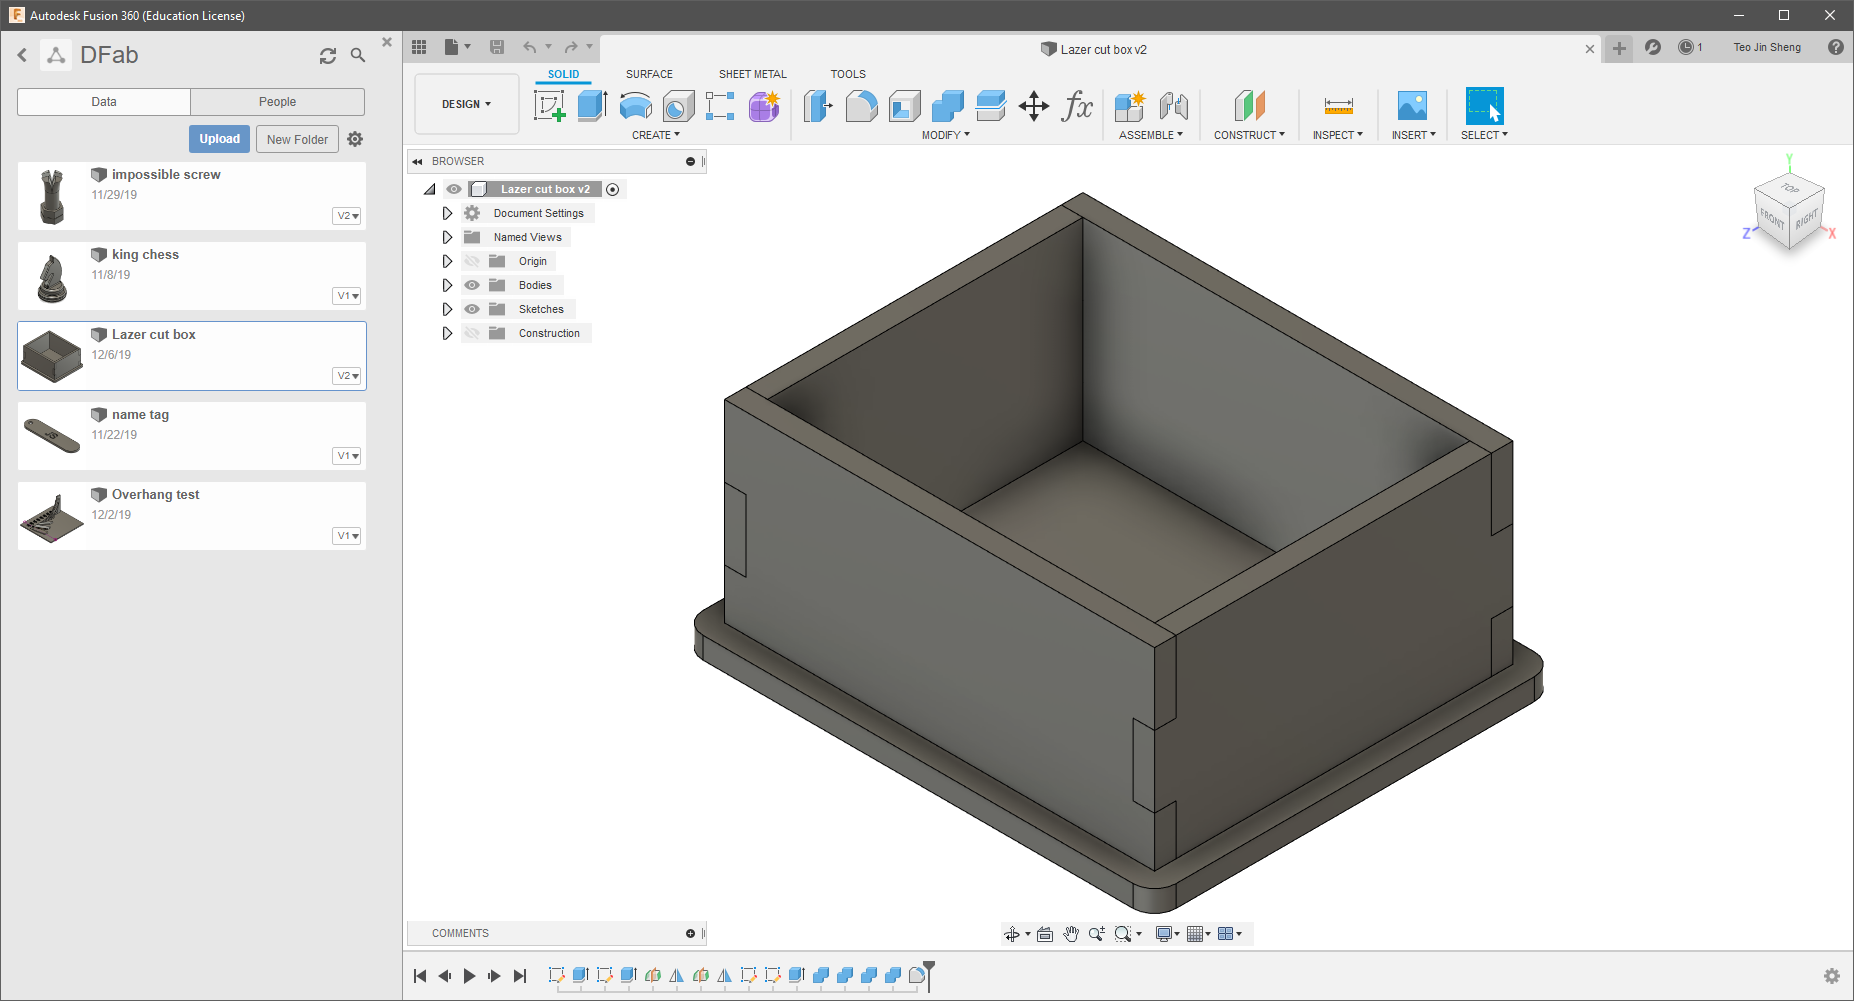 Autodesk Fusion 360 (Education License)
DFab
Data
People
Upload
New Folder
impossible screw
11/29/19
V2
king chess
11/8/19
V1
Lazer cut box
12/6/19
V2
name tag
11/22/19
V1
Overhang test
12/2/19
V1
Lazer cut box v2
1
Teo Jin Sheng
DESIGN
SOLID
SURFACE
SHEET METAL
TOOLS
fx
CREATE
MODIFY
ASSEMBLE
CONSTRUCT
INSPECT
INSERT
SELECT
BROWSER
Lazer cut box v2
Document Settings
Named Views
Origin
Bodies
Sketches
Construction
Y
TOP
FRONT
RIGHT
Z
X
COMMENTS